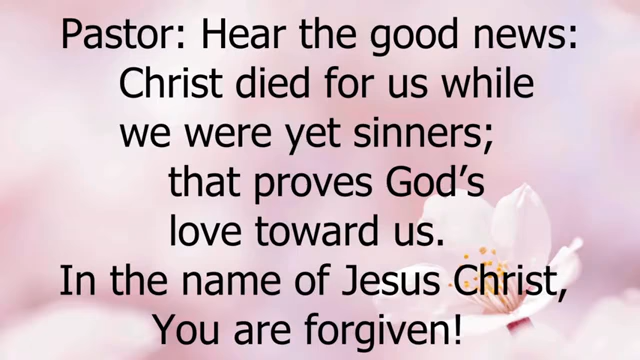 Pastor: Hear the good news:
Christ died for us while
we were yet sinners;
that proves God’s
love toward us.
In the name of Jesus Christ,
You are forgiven!